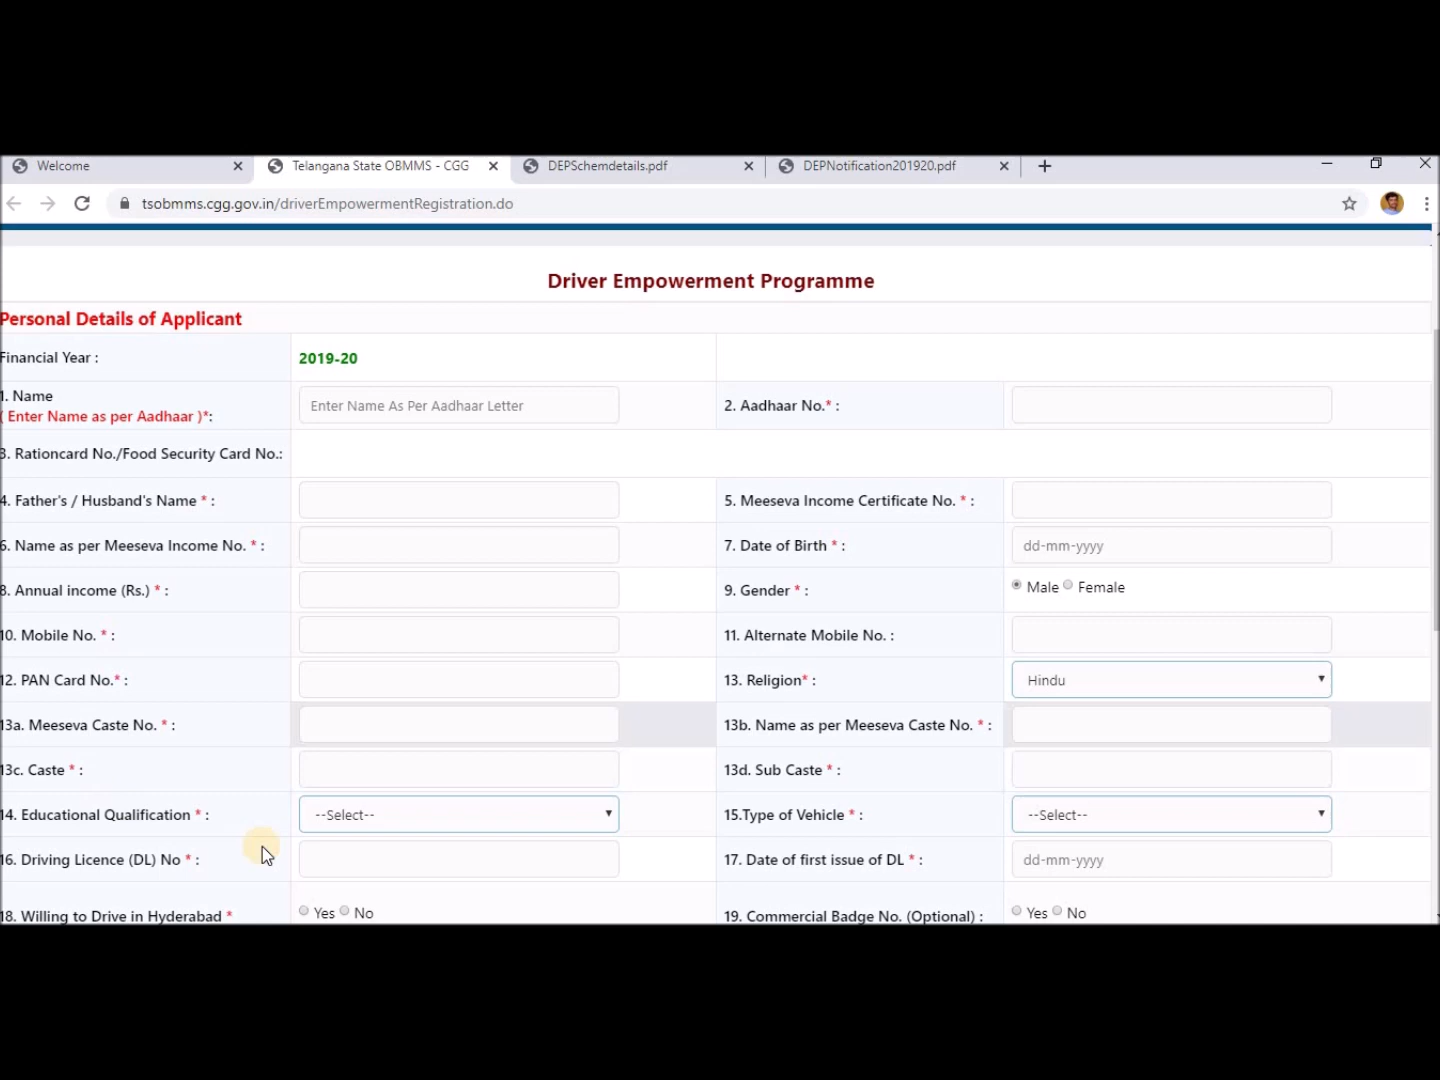 Welcome
Telangana State OBMMS - CGG
DEPSchemdetails.pdf
DEPNotification201920.pdf
tsobmms.cgg.gov.in/driverEmpowermentRegistration.do
Driver Empowerment Programme
Personal Details of Applicant
Financial Year :
2019-20
1. Name
( Enter Name as per Aadhaar )*:
Enter Name As Per Aadhaar Letter
2. Aadhaar No.* :
3. Rationcard No./Food Security Card No.:
4. Father's / Husband's Name * :
5. Meeseva Income Certificate No. * :
6. Name as per Meeseva Income No. * :
7. Date of Birth * :
dd-mm-yyyy
8. Annual income (Rs.) * :
9. Gender * :
Male Female
10. Mobile No. * :
11. Alternate Mobile No. :
12. PAN Card No.* :
13. Religion* :
Hindu
13a. Meeseva Caste No. * :
13b. Name as per Meeseva Caste No. * :
13c. Caste * :
13d. Sub Caste * :
14. Educational Qualification * :
--Select--
15.Type of Vehicle * :
--Select--
16. Driving Licence (DL) No * :
17. Date of first issue of DL * :
dd-mm-yyyy
18. Willing to Drive in Hyderabad *
Yes No
19. Commercial Badge No. (Optional) :
Yes No